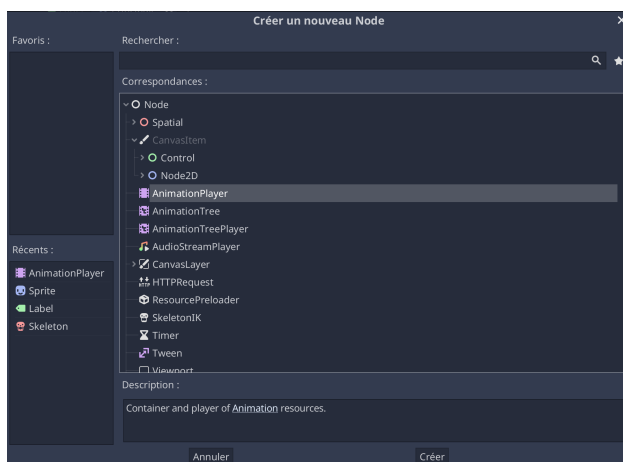 Créer un nouveau Node
Favoris :
Rechercher :
Correspondances :
Node
Spatial
CanvasItem
Control
Node2D
AnimationPlayer
AnimationTree
AnimationTreePlayer
AudioStreamPlayer
CanvasLayer
HTTPRequest
ResourcePreloader
SkeletonIK
Timer
Tween
Viewport
Récents :
AnimationPlayer
Sprite
Label
Skeleton
Description :
Container and player of Animation resources.
Annuler
Créer